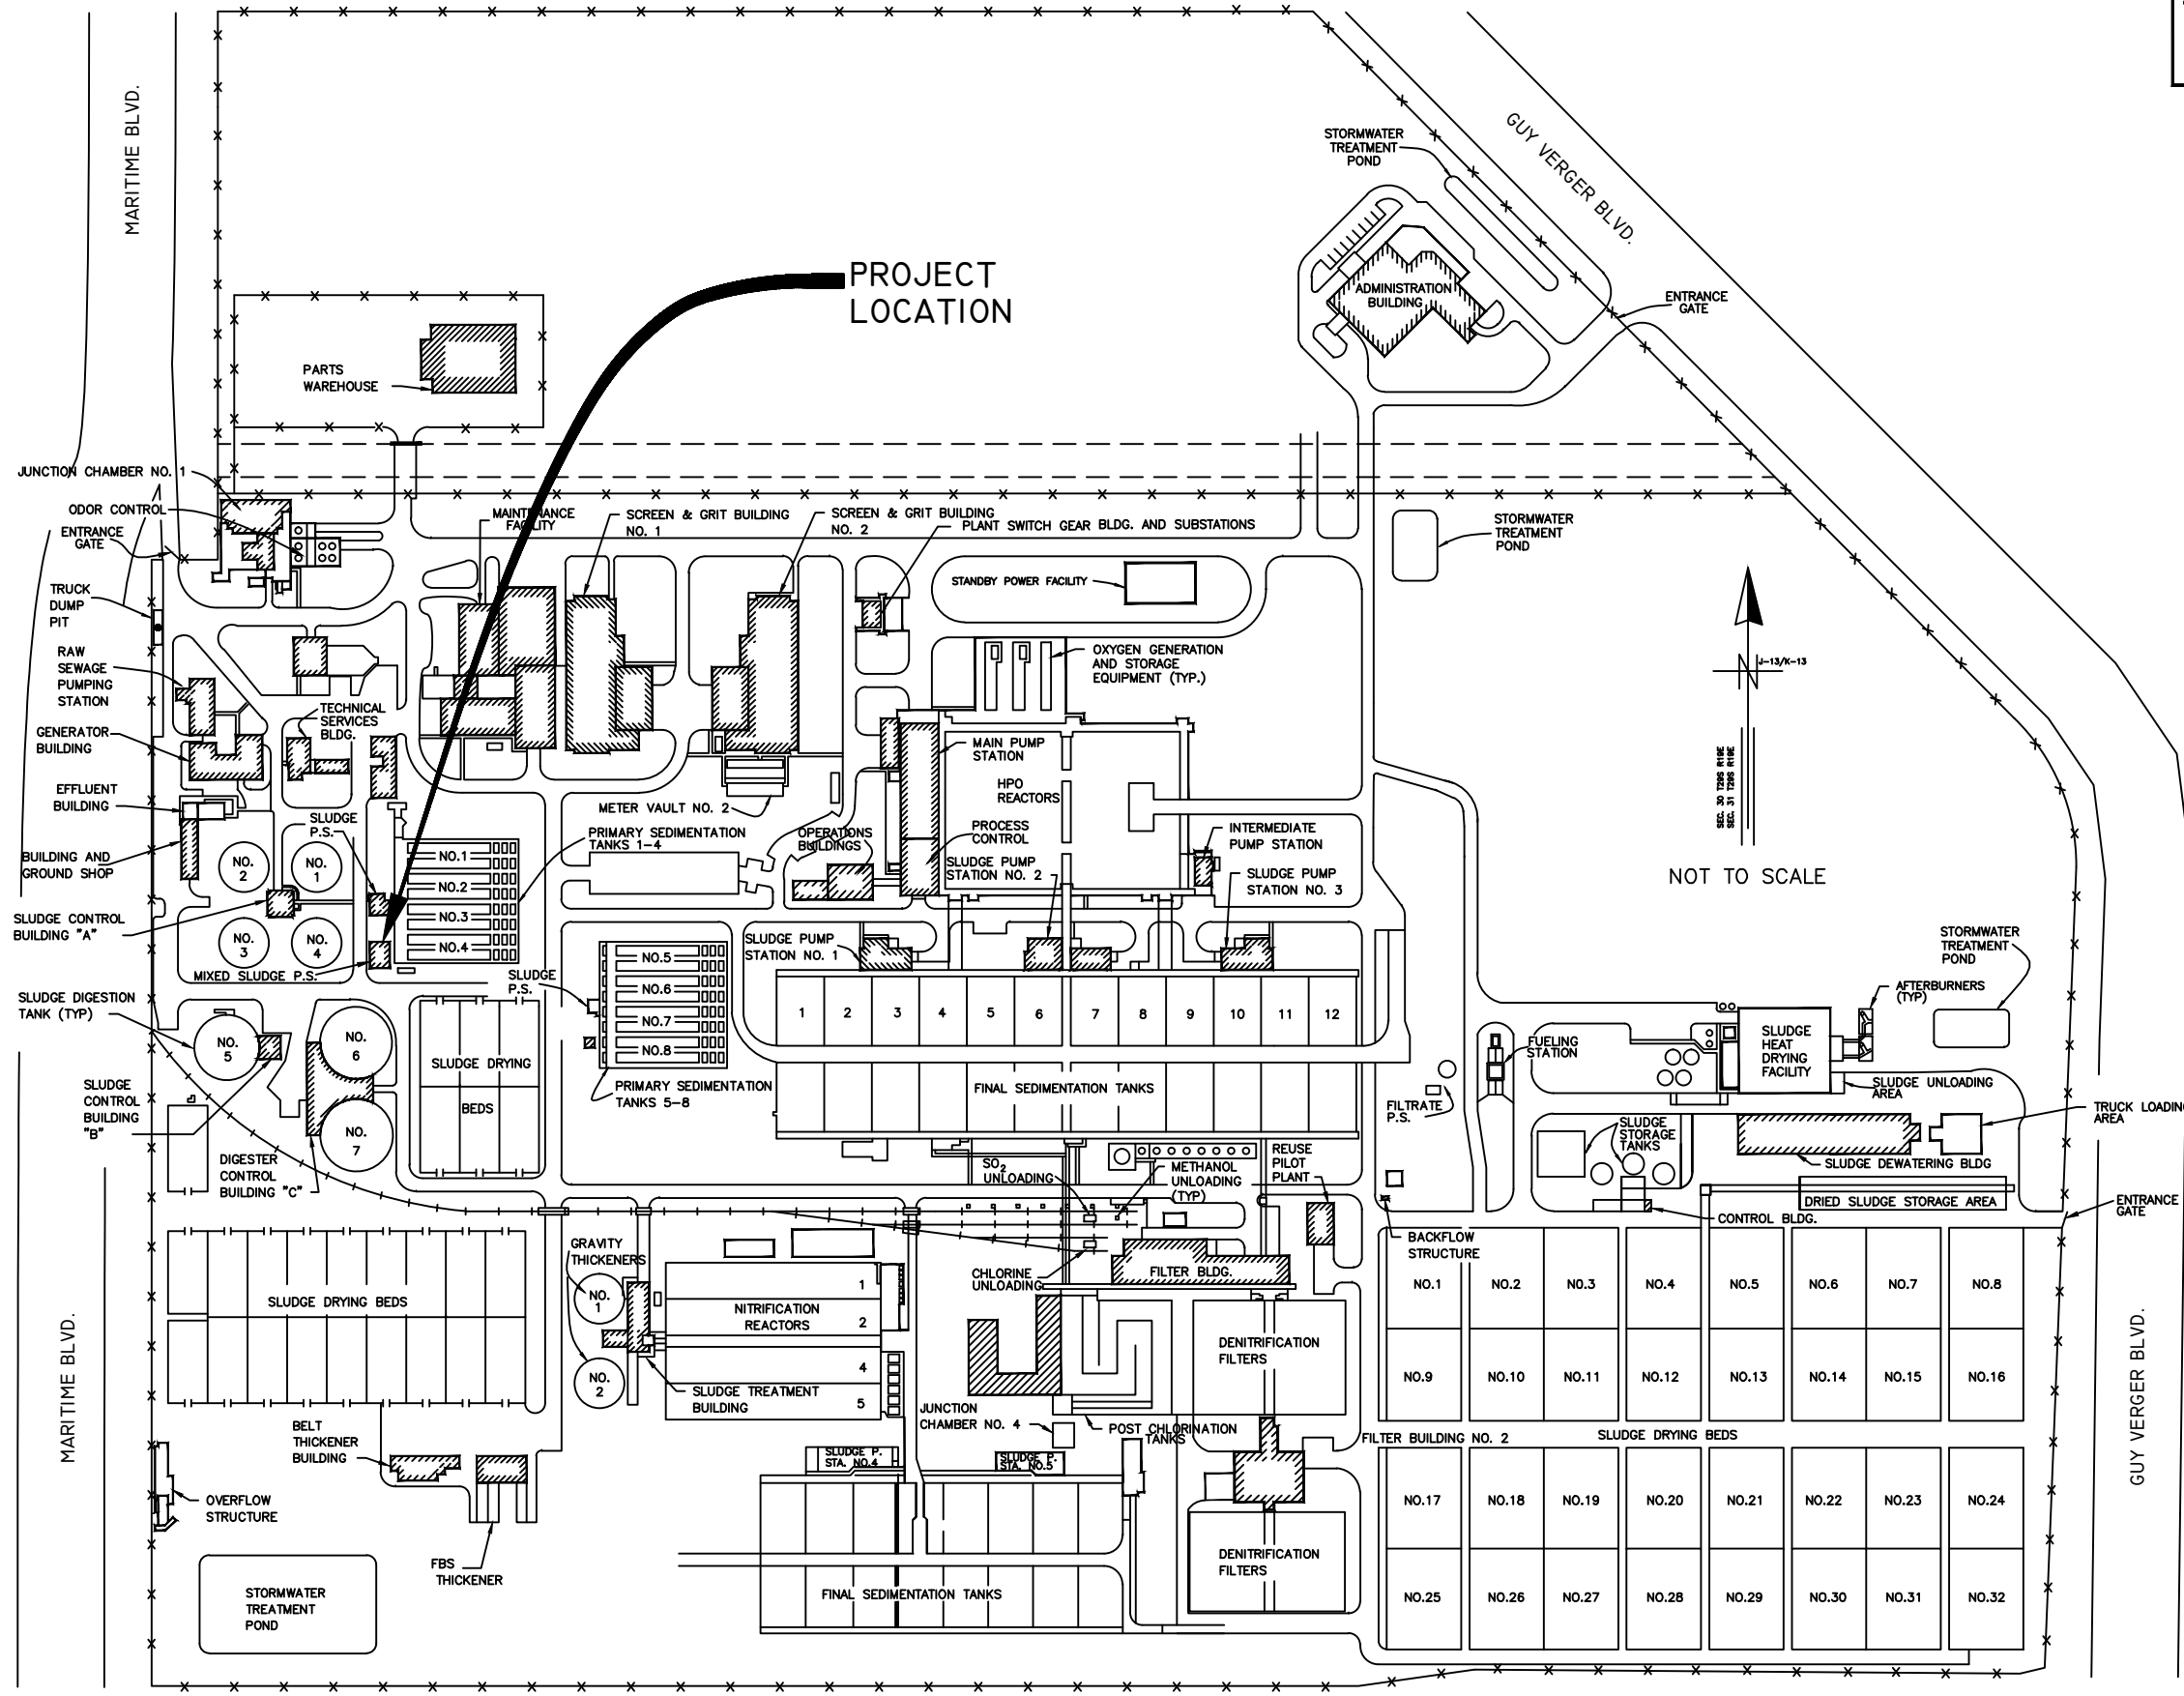 MARITIME BLVD.
GUY VERGER BLVD.
STORMWATER
TREATMENT
POND
PROJECT
LOCATION
ADMINISTRATION
BUILDING
ENTRANCE
GATE
PARTS
WAREHOUSE
JUNCTION CHAMBER NO. 1
ODOR CONTROL
ENTRANCE
GATE
MAINTENANCE
FACILITY
SCREEN & GRIT BUILDING
NO. 1
SCREEN & GRIT BUILDING
NO. 2
PLANT SWITCH GEAR BLDG. AND SUBSTATIONS
STORMWATER
TREATMENT
POND
STANDBY POWER FACILITY
TRUCK
DUMP
PIT
RAW
SEWAGE
PUMPING
STATION
OXYGEN GENERATION
AND STORAGE
EQUIPMENT (TYP.)
N
J-13/K-13
SEC. 30 T29S R19E
SEC. 31 T29S R19E
NOT TO SCALE
TECHNICAL
SERVICES
BLDG.
GENERATOR
BUILDING
MAIN PUMP
STATION
HPO
REACTORS
EFFLUENT
BUILDING
METER VAULT NO. 2
SLUDGE
P.S.
PRIMARY SEDIMENTATION
TANKS 1-4
OPERATIONS
BUILDINGS
PROCESS
CONTROL
INTERMEDIATE
PUMP STATION
BUILDING AND
GROUND SHOP
NO.
2
NO.
1
NO.1
NO.2
NO.3
NO.4
SLUDGE PUMP
STATION NO. 2
SLUDGE PUMP
STATION NO. 3
SLUDGE CONTROL
BUILDING "A"
NO.
3
NO.
4
MIXED SLUDGE P.S.
SLUDGE PUMP
STATION NO. 1
STORMWATER
TREATMENT
POND
SLUDGE
P.S.
NO.5
NO.6
NO.7
NO.8
SLUDGE DIGESTION
TANK (TYP)
NO.
5
NO.
6
1 2 3 4 5 6 7 8 9 10 11 12
AFTERBURNERS
(TYP)
SLUDGE
HEAT
DRYING
FACILITY
FUELING
STATION
SLUDGE DRYING
BEDS
SLUDGE
CONTROL
BUILDING
"B"
PRIMARY SEDIMENTATION
TANKS 5-8
FINAL SEDIMENTATION TANKS
FILTRATE
P.S.
SLUDGE UNLOADING
AREA
TRUCK LOADING
AREA
NO.
7
SLUDGE
STORAGE
TANKS
SLUDGE DEWATERING BLDG
DIGESTER
CONTROL
BUILDING "C"
SO2
UNLOADING
METHANOL
UNLOADING
(TYP)
REUSE
PILOT
PLANT
DRIED SLUDGE STORAGE AREA
ENTRANCE
GATE
CONTROL BLDG.
BACKFLOW
STRUCTURE
GRAVITY
THICKENERS
CHLORINE
UNLOADING
FILTER BLDG.
NO.1 NO.2 NO.3 NO.4 NO.5 NO.6 NO.7 NO.8
SLUDGE DRYING BEDS
NO.
1
1
NITRIFICATION
REACTORS
2
4
5
DENITRIFICATION
FILTERS
NO.
2
NO.9 NO.10 NO.11 NO.12 NO.13 NO.14 NO.15 NO.16
SLUDGE TREATMENT
BUILDING
MARITIME BLVD.
GUY VERGER BLVD.
JUNCTION
CHAMBER NO. 4
POST CHLORINATION
TANKS
FILTER BUILDING NO. 2
SLUDGE DRYING BEDS
BELT
THICKENER
BUILDING
SLUDGE P.
STA. NO.4
SLUDGE P.
STA. NO.5
OVERFLOW
STRUCTURE
NO.17 NO.18 NO.19 NO.20 NO.21 NO.22 NO.23 NO.24
FBS
THICKENER
DENITRIFICATION
FILTERS
STORMWATER
TREATMENT
POND
FINAL SEDIMENTATION TANKS
NO.25 NO.26 NO.27 NO.28 NO.29 NO.30 NO.31 NO.32